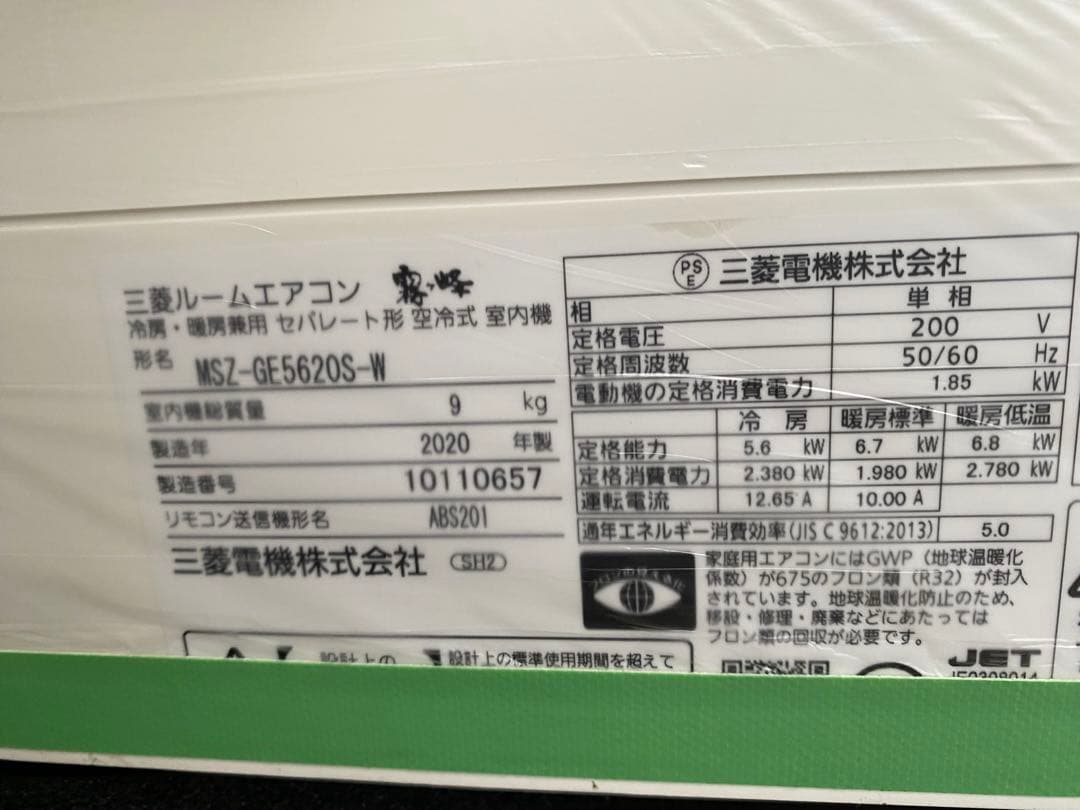 三菱ルームエアコン 霧ヶ峰
冷房・暖房兼用 セパレート形 空冷式 室内機
形名 MSZ-GE5620S-W
室内機総質量 9 kg
製造年 2020 年製
製造番号 10110657
リモコン送信機形名 ABS201
三菱電機株式会社 SH2
設計上の
設計上の標準使用期間を超えて
PS
E
三菱電機株式会社
相 単相
定格電圧 200 V
定格周波数 50/60 Hz
電動機の定格消費電力 1.85 kW
冷房 暖房標準 暖房低温
定格能力 5.6 kW 6.7 kW 6.8 kW
定格消費電力 2.380 kW 1.980 kW 2.780 kW
運転電流 12.65 A 10.00 A
通年エネルギー消費効率(JIS C 9612:2013) 5.0
フロンの見える化
家庭用エアコンにはGWP(地球温暖化
係数)が675のフロン類(R32)が封入
されています。地球温暖化防止のため、
移設・修理・廃棄などにあたっては
フロン類の回収が必要です。
JET